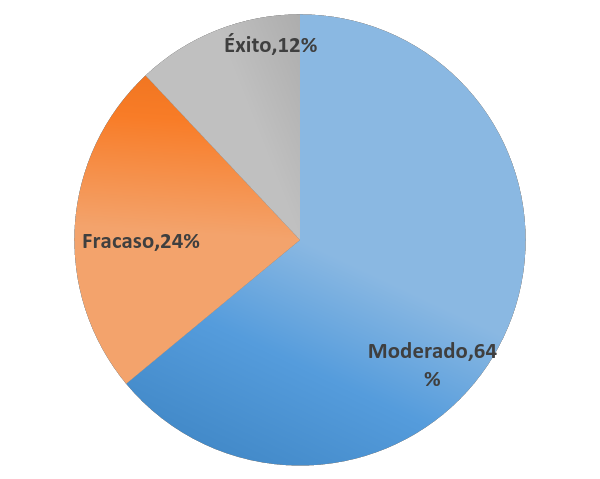 Éxito,12%
Fracaso,24%
Moderado,64
%